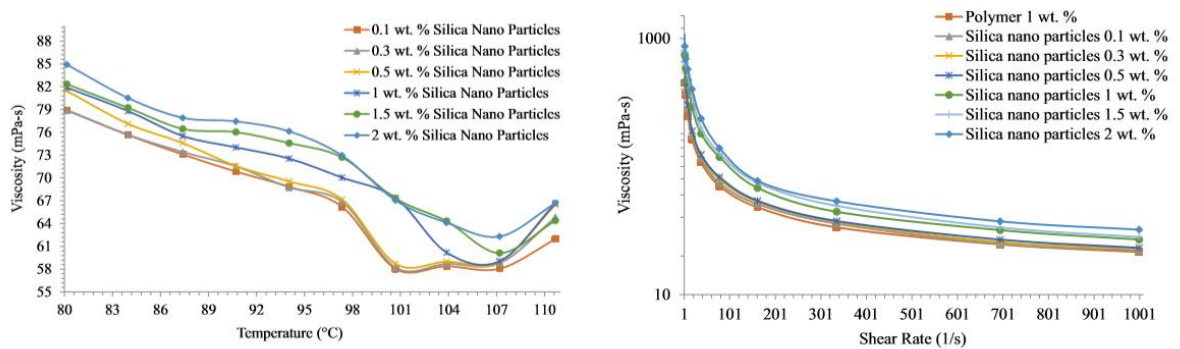 88
85
82
79
76
73
70
67
64
61
58
55
Viscosity (mPa-s)
80 83 86 89 92 95 98 101 104 107 110
Temperature (°C)
0.1 wt. % Silica Nano Particles
0.3 wt. % Silica Nano Particles
0.5 wt. % Silica Nano Particles
1 wt. % Silica Nano Particles
1.5 wt. % Silica Nano Particles
2 wt. % Silica Nano Particles
1000
10
Viscosity (mPa-s)
1 101 201 301 401 501 601 701 801 901 1001
Shear Rate (1/s)
Polymer 1 wt. %
Silica nano particles 0.1 wt. %
Silica nano particles 0.3 wt. %
Silica nano particles 0.5 wt. %
Silica nano particles 1 wt. %
Silica nano particles 1.5 wt. %
Silica nano particles 2 wt. %